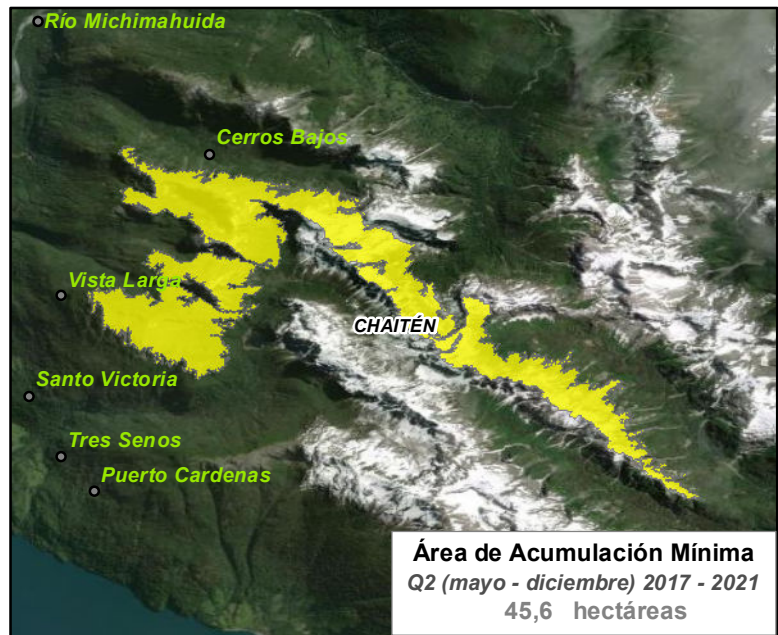 Río Michimahuida
Cerros Bajos
Vista Larga
CHAITÉN
Santo Victoria
Tres Senos
Puerto Cardenas
Área de Acumulación Mínima
Q2 (mayo - diciembre) 2017 - 2021
45,6 hectáreas